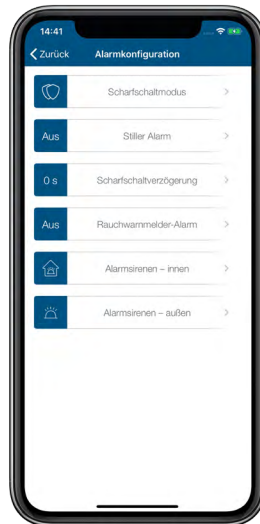 14:41
Zurück Alarmkonfiguration
Scharfschaltmodus
Aus Stiller Alarm
0 s Scharfschaltverzögerung
Aus Rauchwarnmelder-Alarm
Alarmsirenen – innen
Alarmsirenen – außen